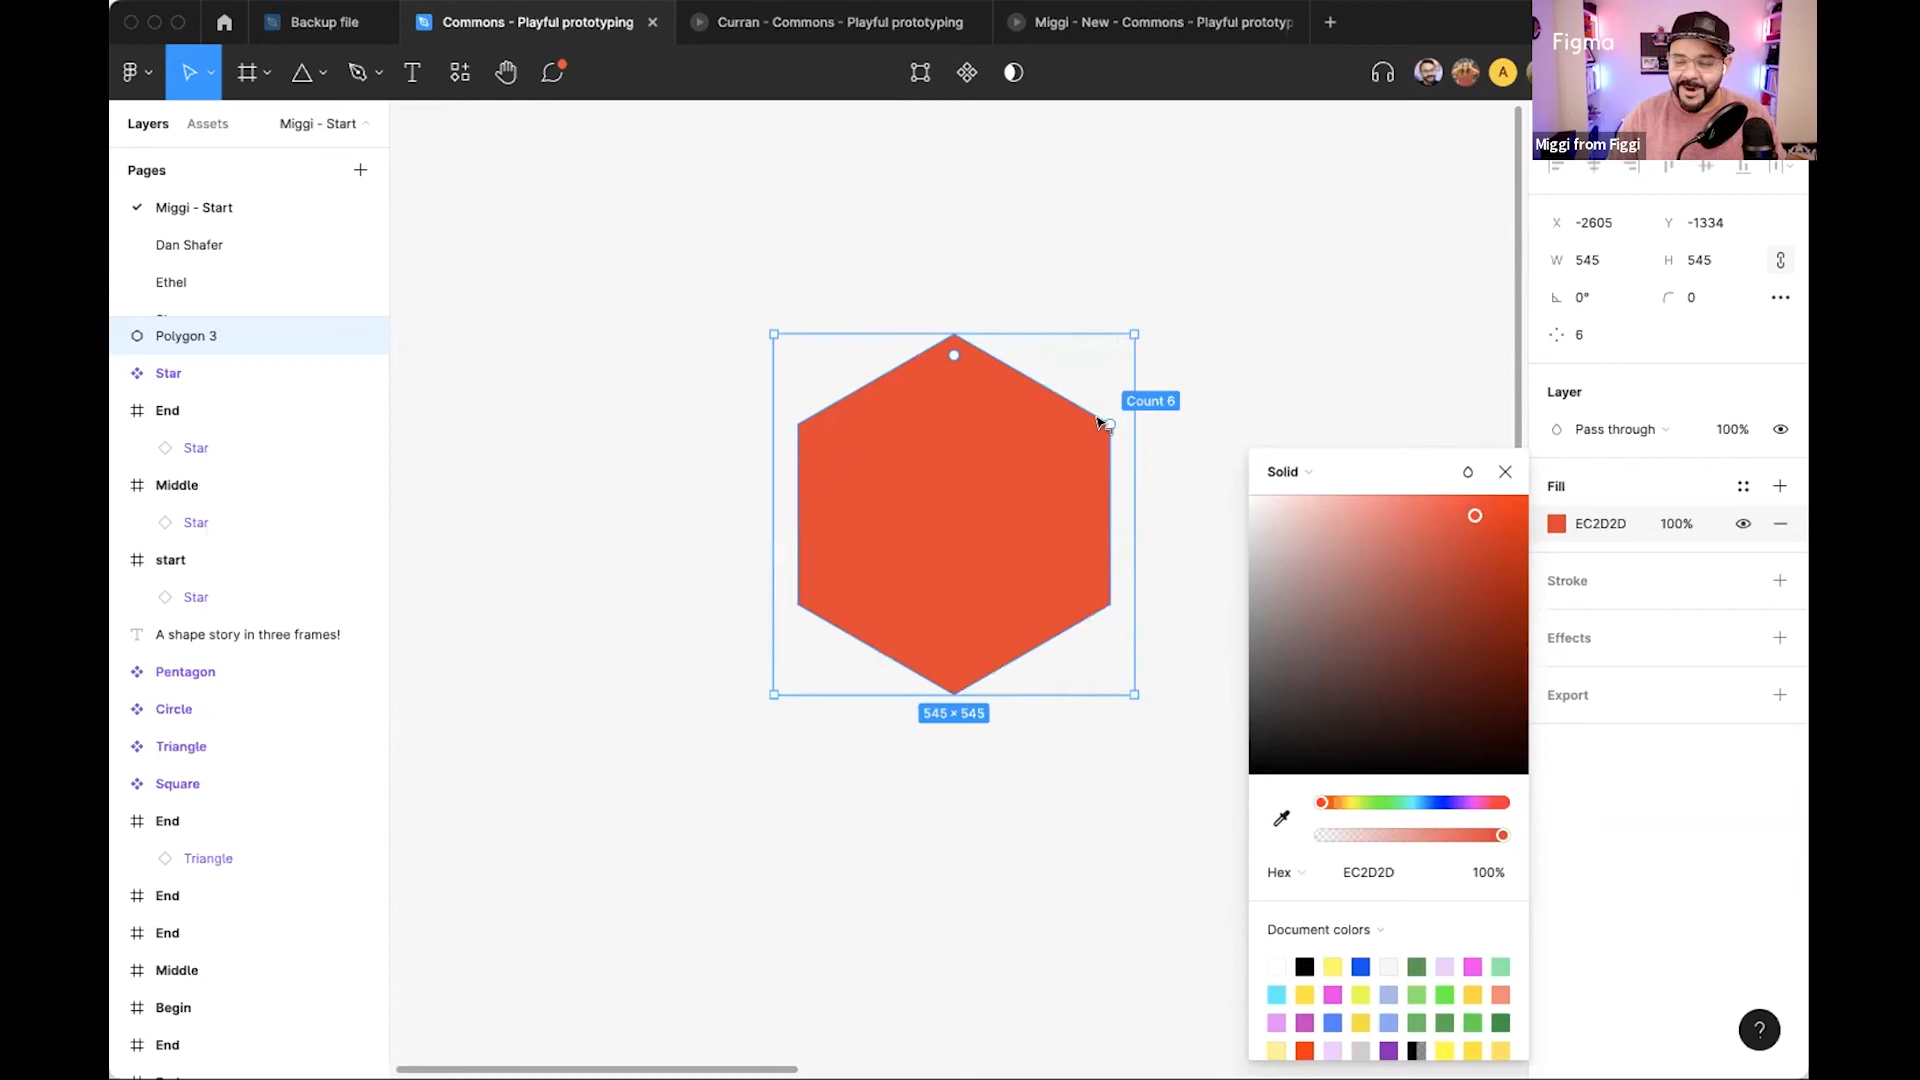 Backup file
Commons - Playful prototyping
Curran - Commons - Playful prototyping
Miggi - New - Commons - Playful prototyp
Figma
Miggi from Figgi
A
Layers
Assets
Miggi - Start
Pages
Miggi - Start
Dan Shafer
Ethel
Polygon 3
Star
End
Star
Middle
Star
start
Star
A shape story in three frames!
Pentagon
Circle
Triangle
Square
End
Triangle
End
End
Middle
Begin
End
Count 6
545 × 545
X -2605
Y -1334
W 545
H 545
0°
0
6
Layer
Pass through
100%
Fill
EC2D2D
100%
Stroke
Effects
Export
Solid
Hex
EC2D2D
100%
Document colors
?